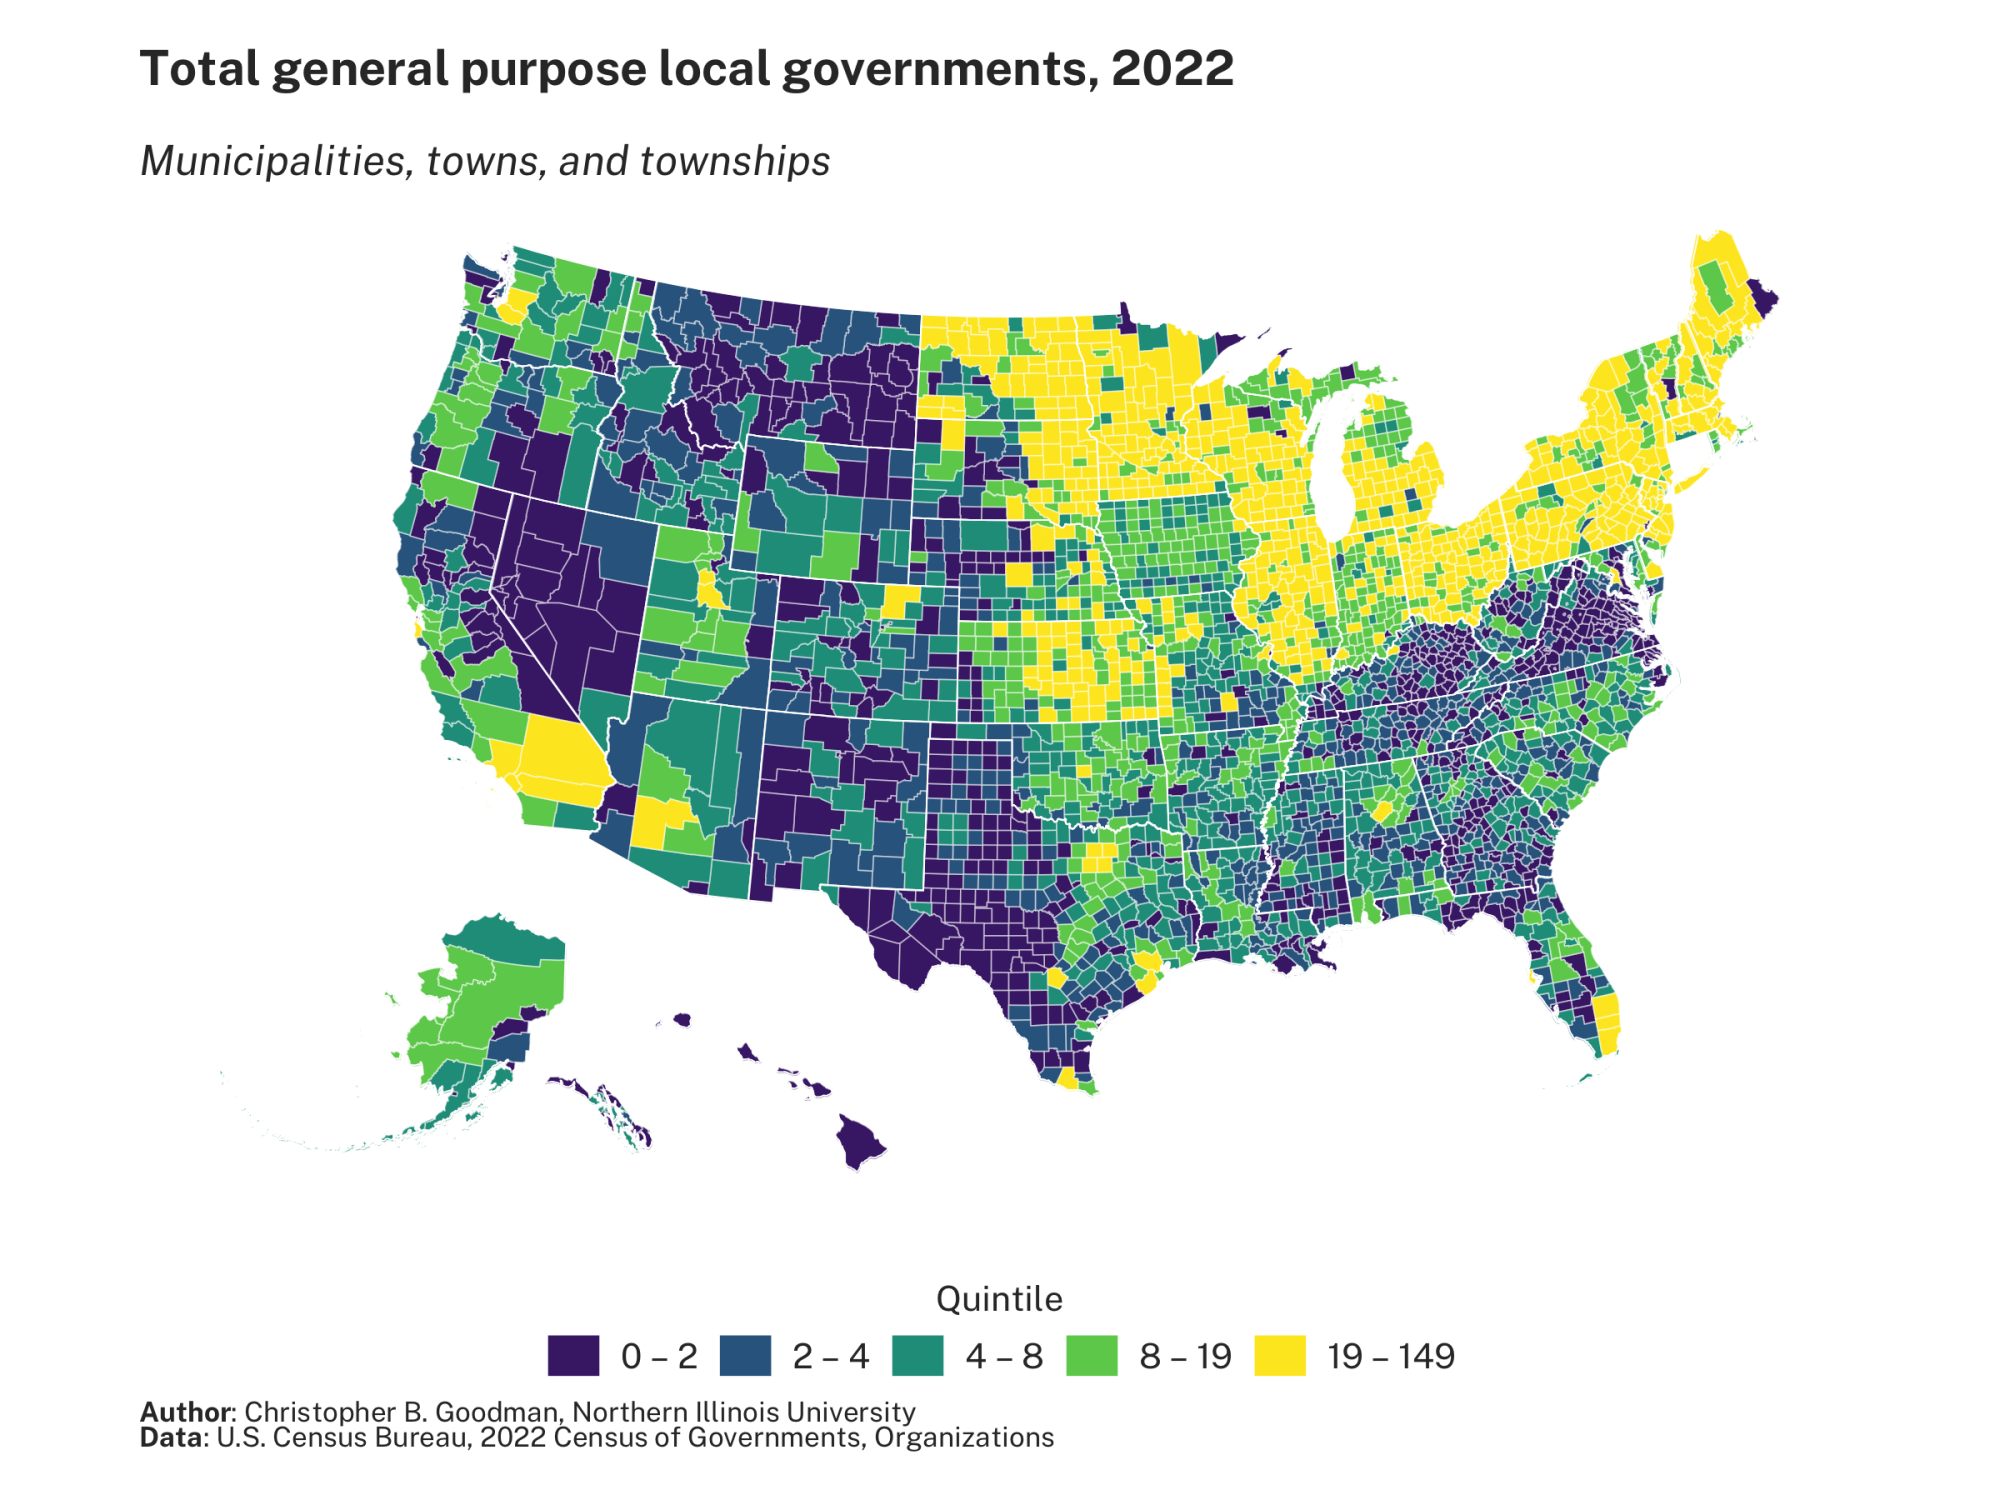 Total general purpose local governments, 2022
Municipalities, towns, and townships
Quintile
0 – 2
2 – 4
4 – 8
8 – 19
19 – 149
Author: Christopher B. Goodman, Northern Illinois University
Data: U.S. Census Bureau, 2022 Census of Governments, Organizations